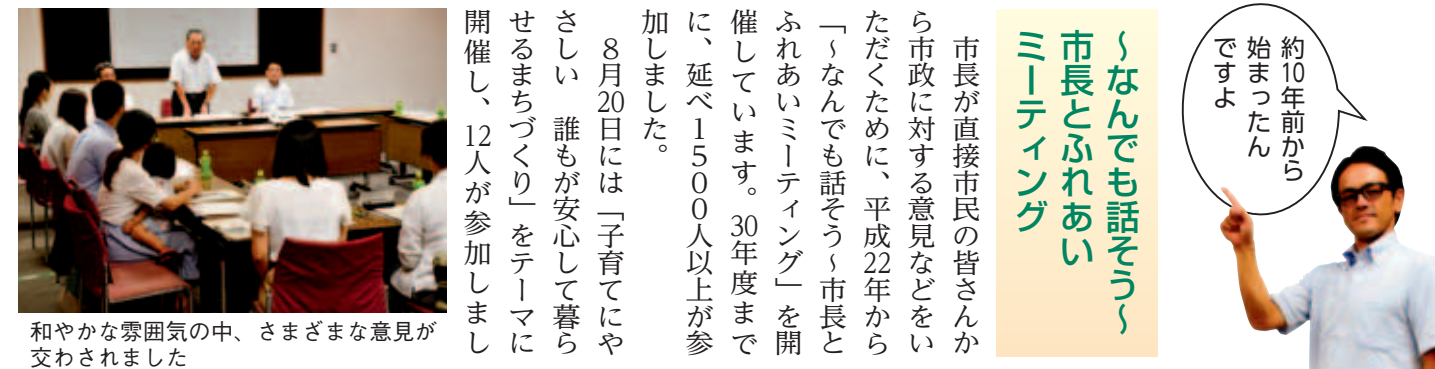 約10年前から
始まったん
ですよ
～なんでも話そう～
市長とふれあい
ミーティング
市長が直接市民の皆さんか
ら市政に対する意見などをい
ただくために、平成22年から
「～なんでも話そう～市長と
ふれあいミーティング」を開
催しています。30年度まで
に、延べ1500人以上が参
加しました。
8月20日には「子育てにや
さしい　誰もが安心して暮ら
せるまちづくり」をテーマに
開催し、12人が参加しまし
和やかな雰囲気の中、さまざまな意見が
交わされました